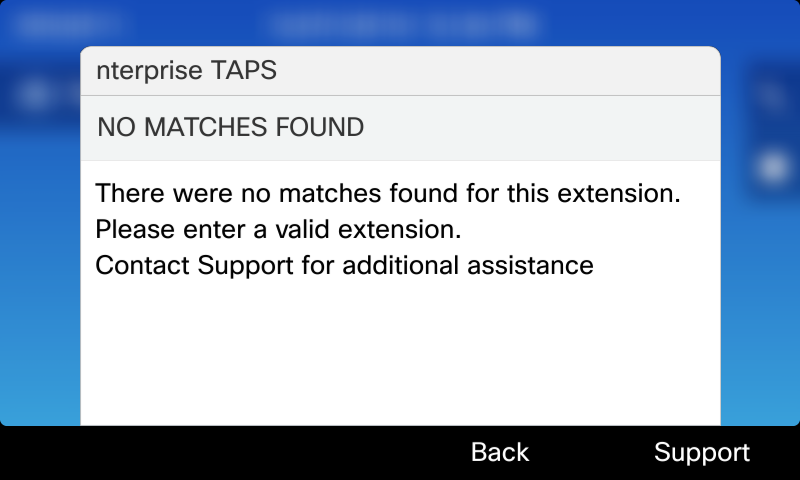 nterprise TAPS
NO MATCHES FOUND
There were no matches found for this extension.
Please enter a valid extension.
Contact Support for additional assistance
Back
Support